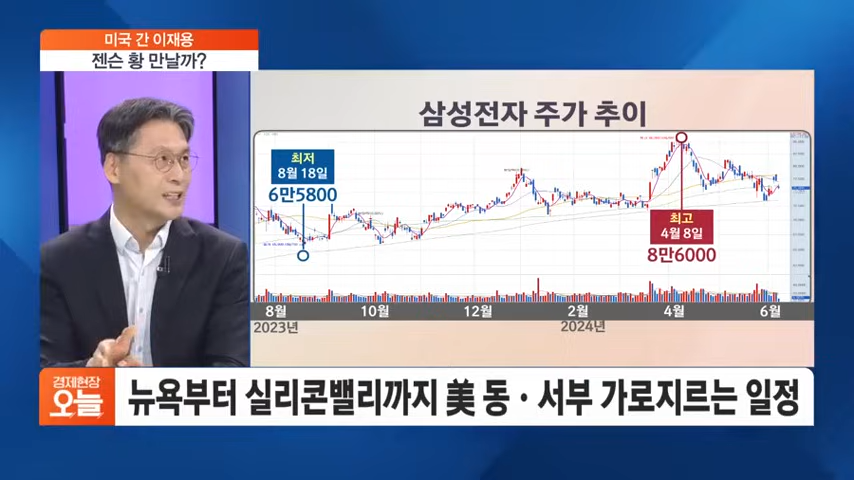 미국 간 이재용
젠슨 황 만날까?
삼성전자 주가 추이
최저
8월 18일
6만5800
최고
4월 8일
8만6000
8월 10월 12월 2월 4월 6월
2023년 2024년
경제현장
오늘
뉴욕부터 실리콘밸리까지 美 동·서부 가로지르는 일정